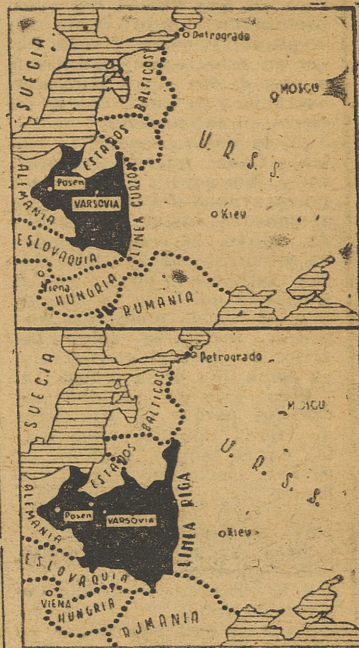 SUECIA
Petrogrado
BALTICOS
MOSCU
ESTADOS
U. R. S. S.
ALEMANIA
Posen
VARSOVIA
LINEA CURZON
Kiev
ESLOVAQUIA
Viena
HUNGRIA
RUMANIA
SUECIA
Petrogrado
BALTICOS
MOSCU
ESTADOS
U. R. S. S.
ALEMANIA
Posen
VARSOVIA
LINEA RIGA
Kiev
ESLOVAQUIA
VIENA
HUNGRIA
RUMANIA